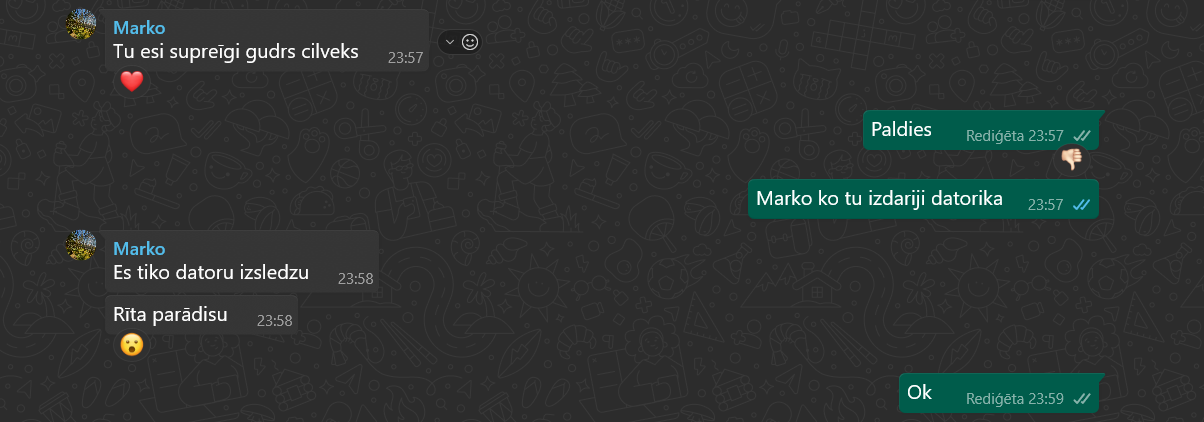 Marko
Tu esi supreīgi gudrs cilveks 23:57
Paldies Rediģēta 23:57
Marko ko tu izdariji datorika 23:57
Marko
Es tiko datoru izsledzu 23:58
Rīta parādisu 23:58
Ok Rediģēta 23:59